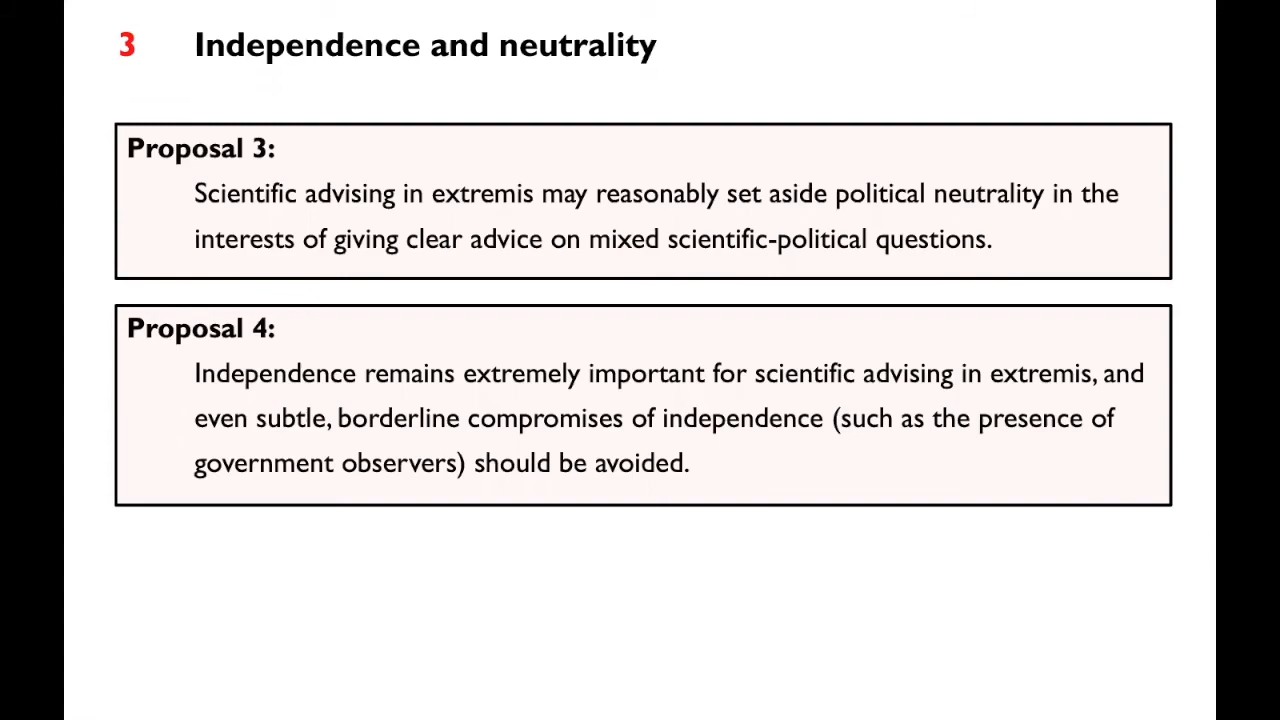 3 Independence and neutrality
Proposal 3:
Scientific advising in extremis may reasonably set aside political neutrality in the
interests of giving clear advice on mixed scientific-political questions.
Proposal 4:
Independence remains extremely important for scientific advising in extremis, and
even subtle, borderline compromises of independence (such as the presence of
government observers) should be avoided.